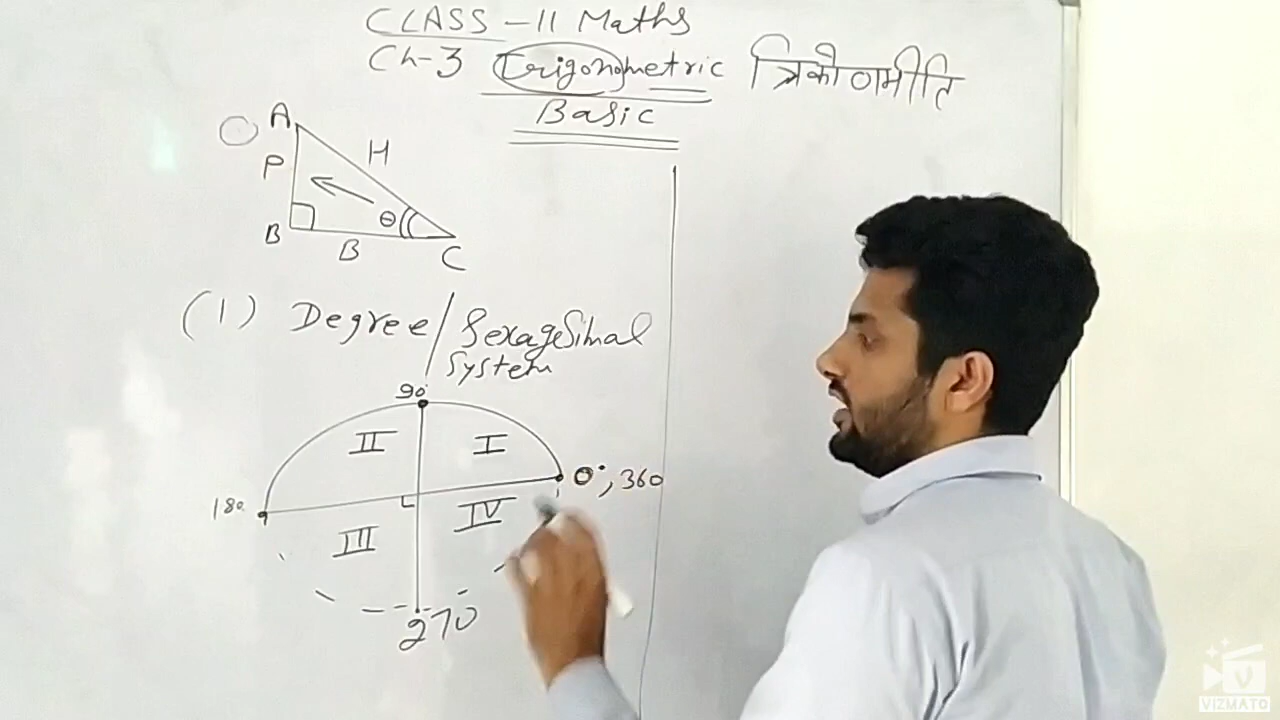 CLASS - 11 Maths
Ch-3 Trigonometric त्रिकोणमीति
Basic
A
H
P
θ
B
B
C
(1) Degree / Sexagesimal
System
90
II I
180 0°, 360
III IV
270
VIZMATO